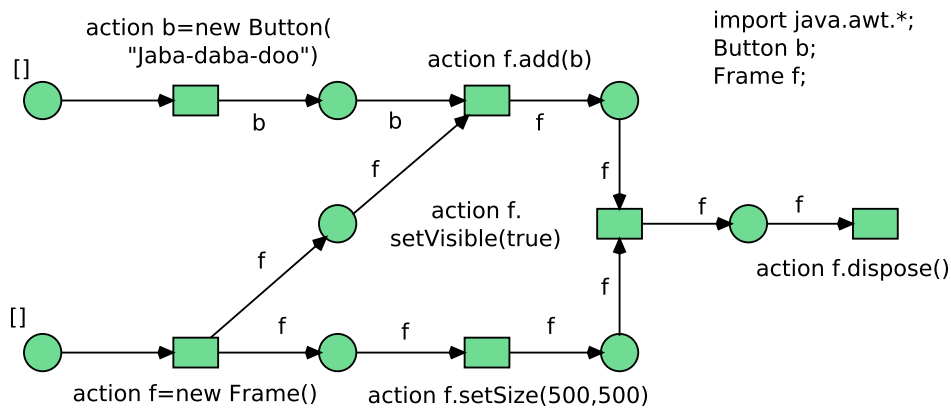 import java.awt.*;
Button b;
Frame f;
action b=new Button(
"Jaba-daba-doo")
[]
action f.add(b)
b
b
f
f
f
action f.
setVisible(true)
f
f
f
action f.dispose()
f
[]
f
f
f
action f=new Frame()
action f.setSize(500,500)